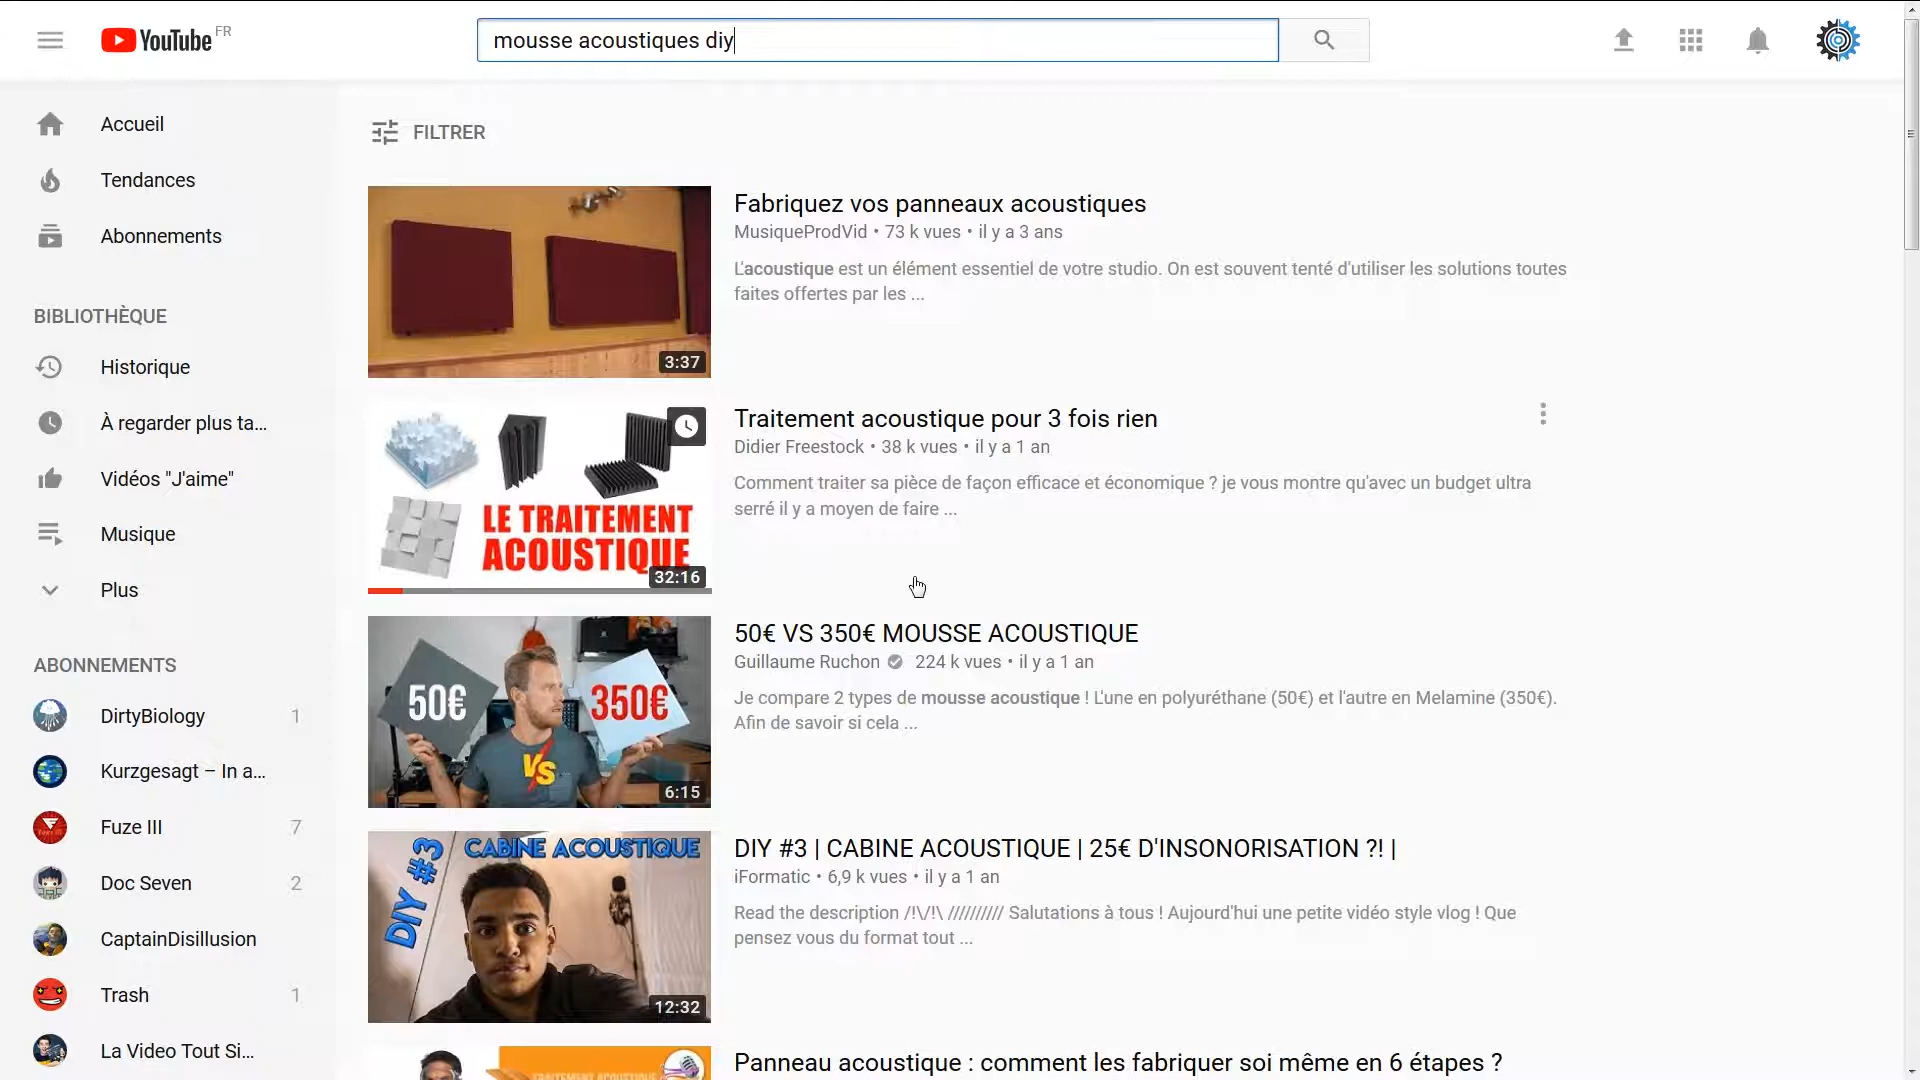 YouTube FR
mousse acoustiques diy
Accueil
Tendances
Abonnements
BIBLIOTHÈQUE
Historique
À regarder plus ta...
Vidéos "J'aime"
Musique
Plus
ABONNEMENTS
DirtyBiology 1
Kurzgesagt – In a...
Fuze III 7
Doc Seven 2
CaptainDisillusion
Trash 1
La Video Tout Si...
FILTRER
3:37
Fabriquez vos panneaux acoustiques
MusiqueProdVid • 73 k vues • il y a 3 ans
L'acoustique est un élément essentiel de votre studio. On est souvent tenté d'utiliser les solutions toutes
faites offertes par les ...
LE TRAITEMENT
ACOUSTIQUE
32:16
Traitement acoustique pour 3 fois rien
Didier Freestock • 38 k vues • il y a 1 an
Comment traiter sa pièce de façon efficace et économique ? je vous montre qu'avec un budget ultra
serré il y a moyen de faire ...
50€
350€
VS
6:15
50€ VS 350€ MOUSSE ACOUSTIQUE
Guillaume Ruchon 224 k vues • il y a 1 an
Je compare 2 types de mousse acoustique ! L'une en polyuréthane (50€) et l'autre en Melamine (350€).
Afin de savoir si cela ...
DIY #3
CABINE ACOUSTIQUE
12:32
DIY #3 | CABINE ACOUSTIQUE | 25€ D'INSONORISATION ?! |
iFormatic • 6,9 k vues • il y a 1 an
Read the description /!\/!\ ////////// Salutations à tous ! Aujourd'hui une petite vidéo style vlog ! Que
pensez vous du format tout ...
TRAITEMENT ACOUSTIQUE
Panneau acoustique : comment les fabriquer soi même en 6 étapes ?